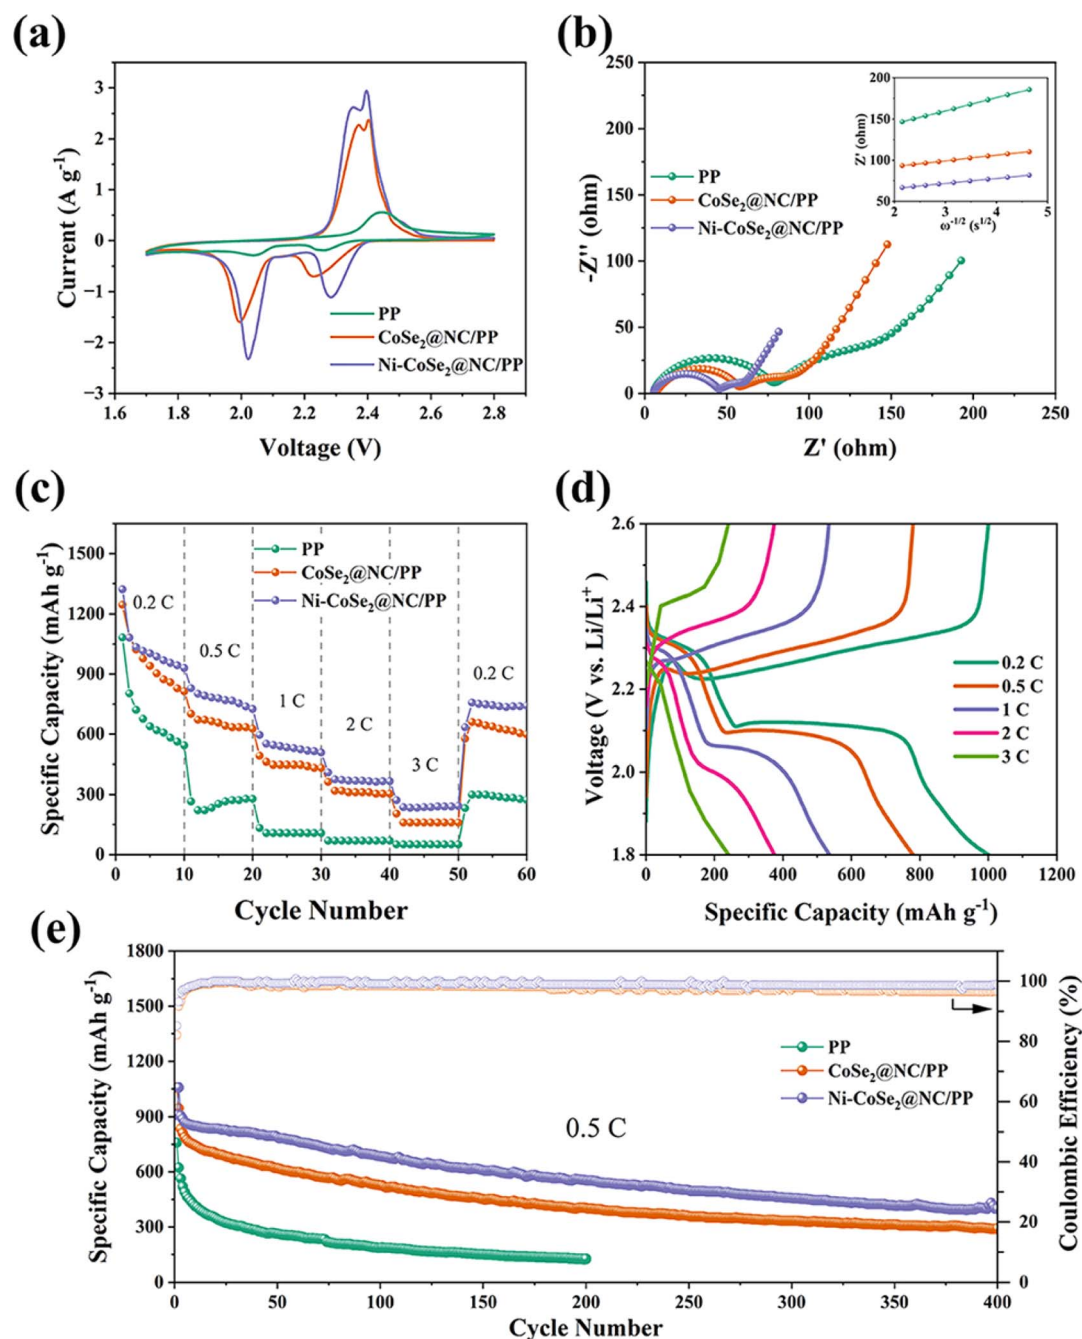 (a)
Current (A g⁻¹)
3
2
1
0
−1
−2
−3
1.6 1.8 2.0 2.2 2.4 2.6 2.8
Voltage (V)
PP
CoSe₂@NC/PP
Ni-CoSe₂@NC/PP
(b)
-Z'' (ohm)
250
200
150
100
50
0
0 50 100 150 200 250
Z' (ohm)
PP
CoSe₂@NC/PP
Ni-CoSe₂@NC/PP
Z' (ohm)
200
150
100
50
2 3 4 5
ω⁻¹/² (s¹/²)
(c)
Specific Capacity (mAh g⁻¹)
1500
1200
900
600
300
0
0 10 20 30 40 50 60
Cycle Number
PP
CoSe₂@NC/PP
Ni-CoSe₂@NC/PP
0.2 C
0.5 C
1 C
2 C
3 C
0.2 C
(d)
Voltage (V vs. Li/Li⁺)
2.6
2.4
2.2
2.0
1.8
0 200 400 600 800 1000 1200
Specific Capacity (mAh g⁻¹)
0.2 C
0.5 C
1 C
2 C
3 C
(e)
Specific Capacity (mAh g⁻¹)
1800
1500
1200
900
600
300
0
0 50 100 150 200 250 300 350 400
Cycle Number
PP
CoSe₂@NC/PP
Ni-CoSe₂@NC/PP
0.5 C
100
80
60
40
20
0
Coulombic Efficiency (%)